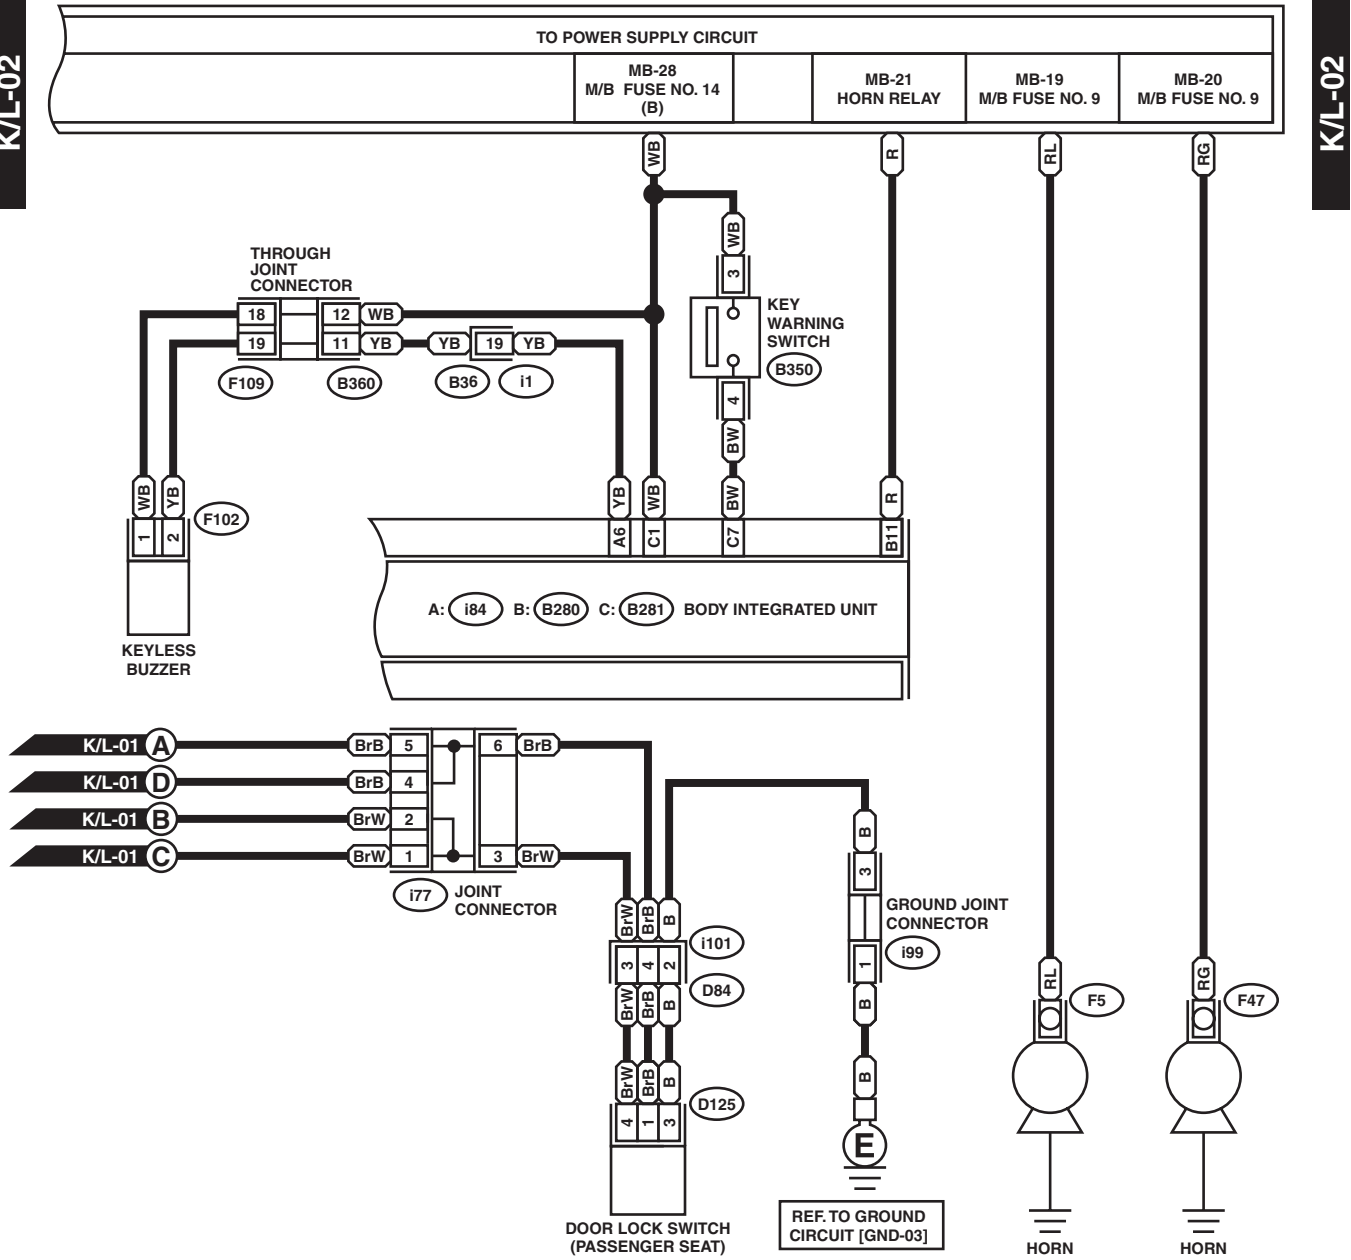 K/L-02
K/L-02
TO POWER SUPPLY CIRCUIT
MB-28
M/B FUSE NO. 14
(B)
MB-21
HORN RELAY
MB-19
M/B FUSE NO. 9
MB-20
M/B FUSE NO. 9
WB
R
RL
RG
WB
3
THROUGH
JOINT
CONNECTOR
18
12
WB
19
11
YB
YB
19
YB
F109
B360
B36
i1
KEY
WARNING
SWITCH
B350
4
BW
WB
YB
F102
1
2
KEYLESS
BUZZER
YB
WB
BW
R
A6
C1
C7
B11
A: i84 B: B280 C: B281 BODY INTEGRATED UNIT
K/L-01 A
BrB
5
6
BrB
K/L-01 D
BrB
4
K/L-01 B
BrW
2
K/L-01 C
BrW
1
3
BrW
i77
JOINT
CONNECTOR
BrW
BrB
B
i101
3
4
2
D84
BrW
BrB
B
BrW
BrB
B
D125
4
1
3
DOOR LOCK SWITCH
(PASSENGER SEAT)
B
3
GROUND JOINT
CONNECTOR
1
i99
B
B
E
REF. TO GROUND
CIRCUIT [GND-03]
RL
F5
HORN
RG
F47
HORN